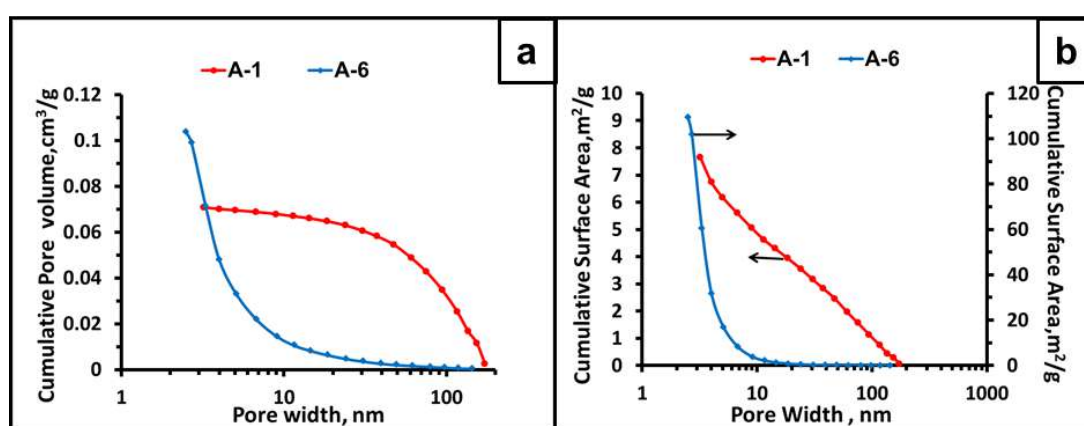 a
A-1 A-6
Cumulative Pore volume,cm³/g
0.12
0.1
0.08
0.06
0.04
0.02
0
1 10 100
Pore width, nm
b
A-1 A-6
Cumulative Surface Area,m²/g
10
9
8
7
6
5
4
3
2
1
0
120
100
80
60
40
20
0
Cumulative Surface
Area,m²/g
1 10 100 1000
Pore Width , nm